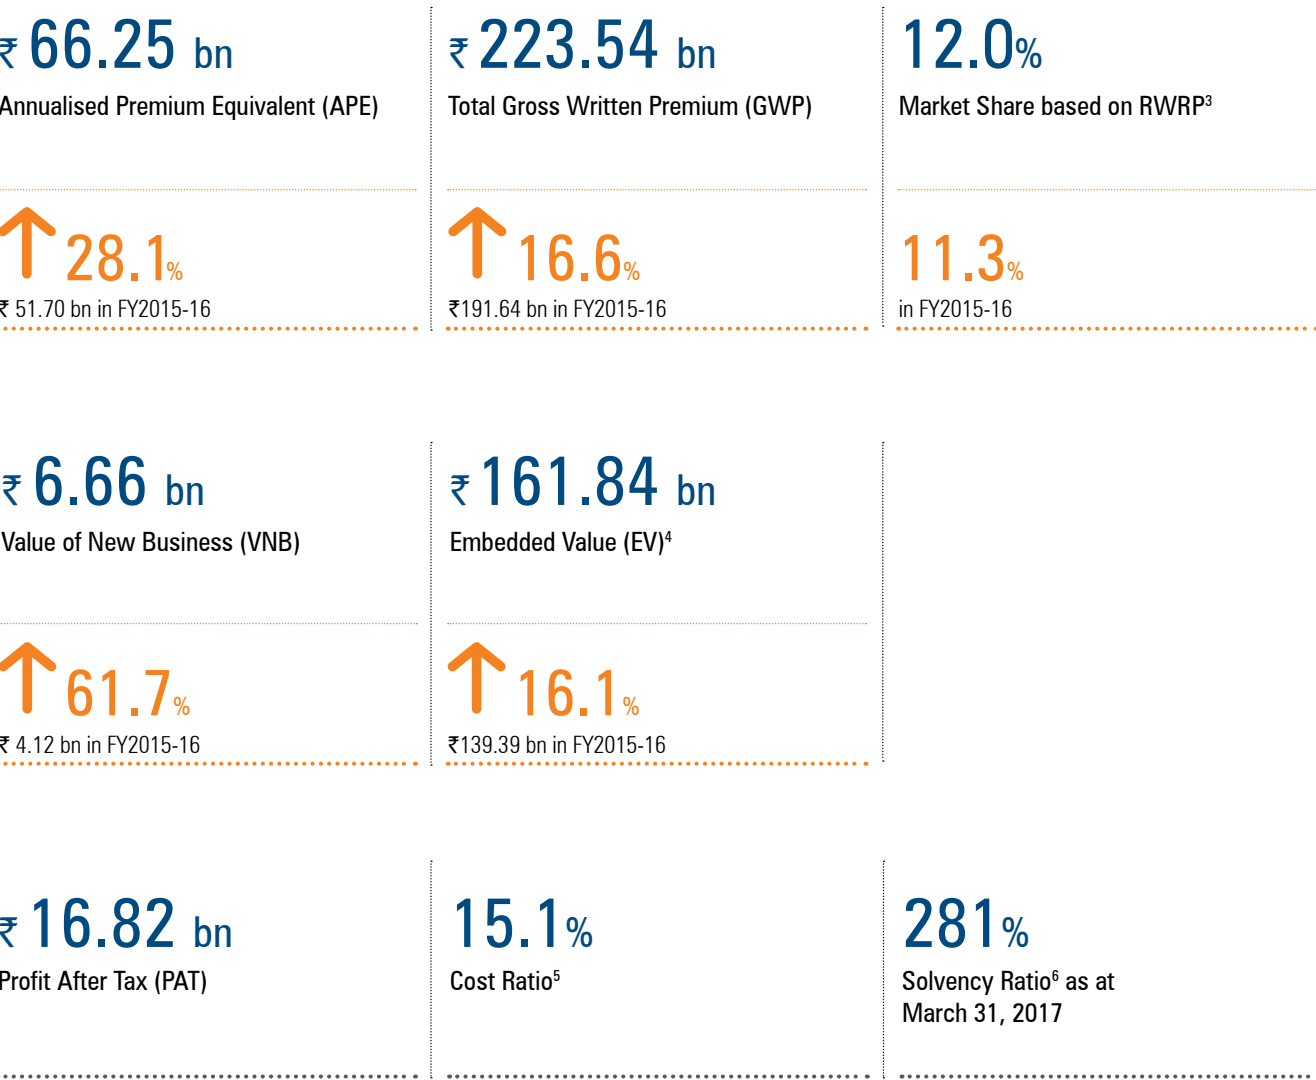 ₹ 66.25 bn
Annualised Premium Equivalent (APE)
28.1%
₹ 51.70 bn in FY2015-16
₹ 223.54 bn
Total Gross Written Premium (GWP)
16.6%
₹191.64 bn in FY2015-16
12.0%
Market Share based on RWRP³
11.3%
in FY2015-16
₹ 6.66 bn
Value of New Business (VNB)
61.7%
₹ 4.12 bn in FY2015-16
₹ 161.84 bn
Embedded Value (EV)⁴
16.1%
₹139.39 bn in FY2015-16
₹ 16.82 bn
Profit After Tax (PAT)
15.1%
Cost Ratio⁵
281%
Solvency Ratio⁶ as at
March 31, 2017